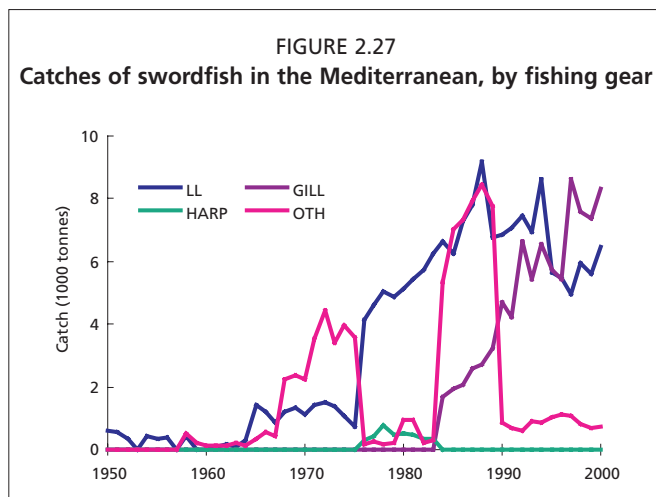 FIGURE 2.27
Catches of swordfish in the Mediterranean, by fishing gear
10
8
6
4
2
0
Catch (1000 tonnes)
LL
GILL
HARP
OTH
1950
1960
1970
1980
1990
2000